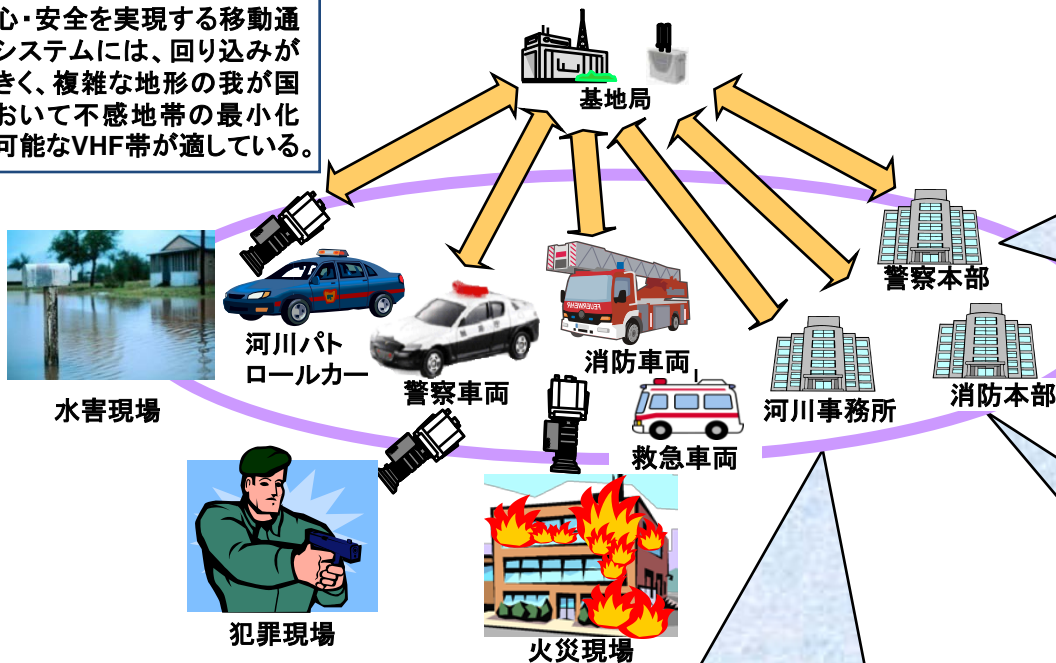 心・安全を実現する移動通
システムには、回り込みが
きく、複雑な地形の我が国
おいて不感地帯の最小化
可能なVHF帯が適している。
基地局
警察本部
河川パト
ロールカー
消防車両
警察車両
水害現場
河川事務所
消防本部
救急車両
犯罪現場
火災現場